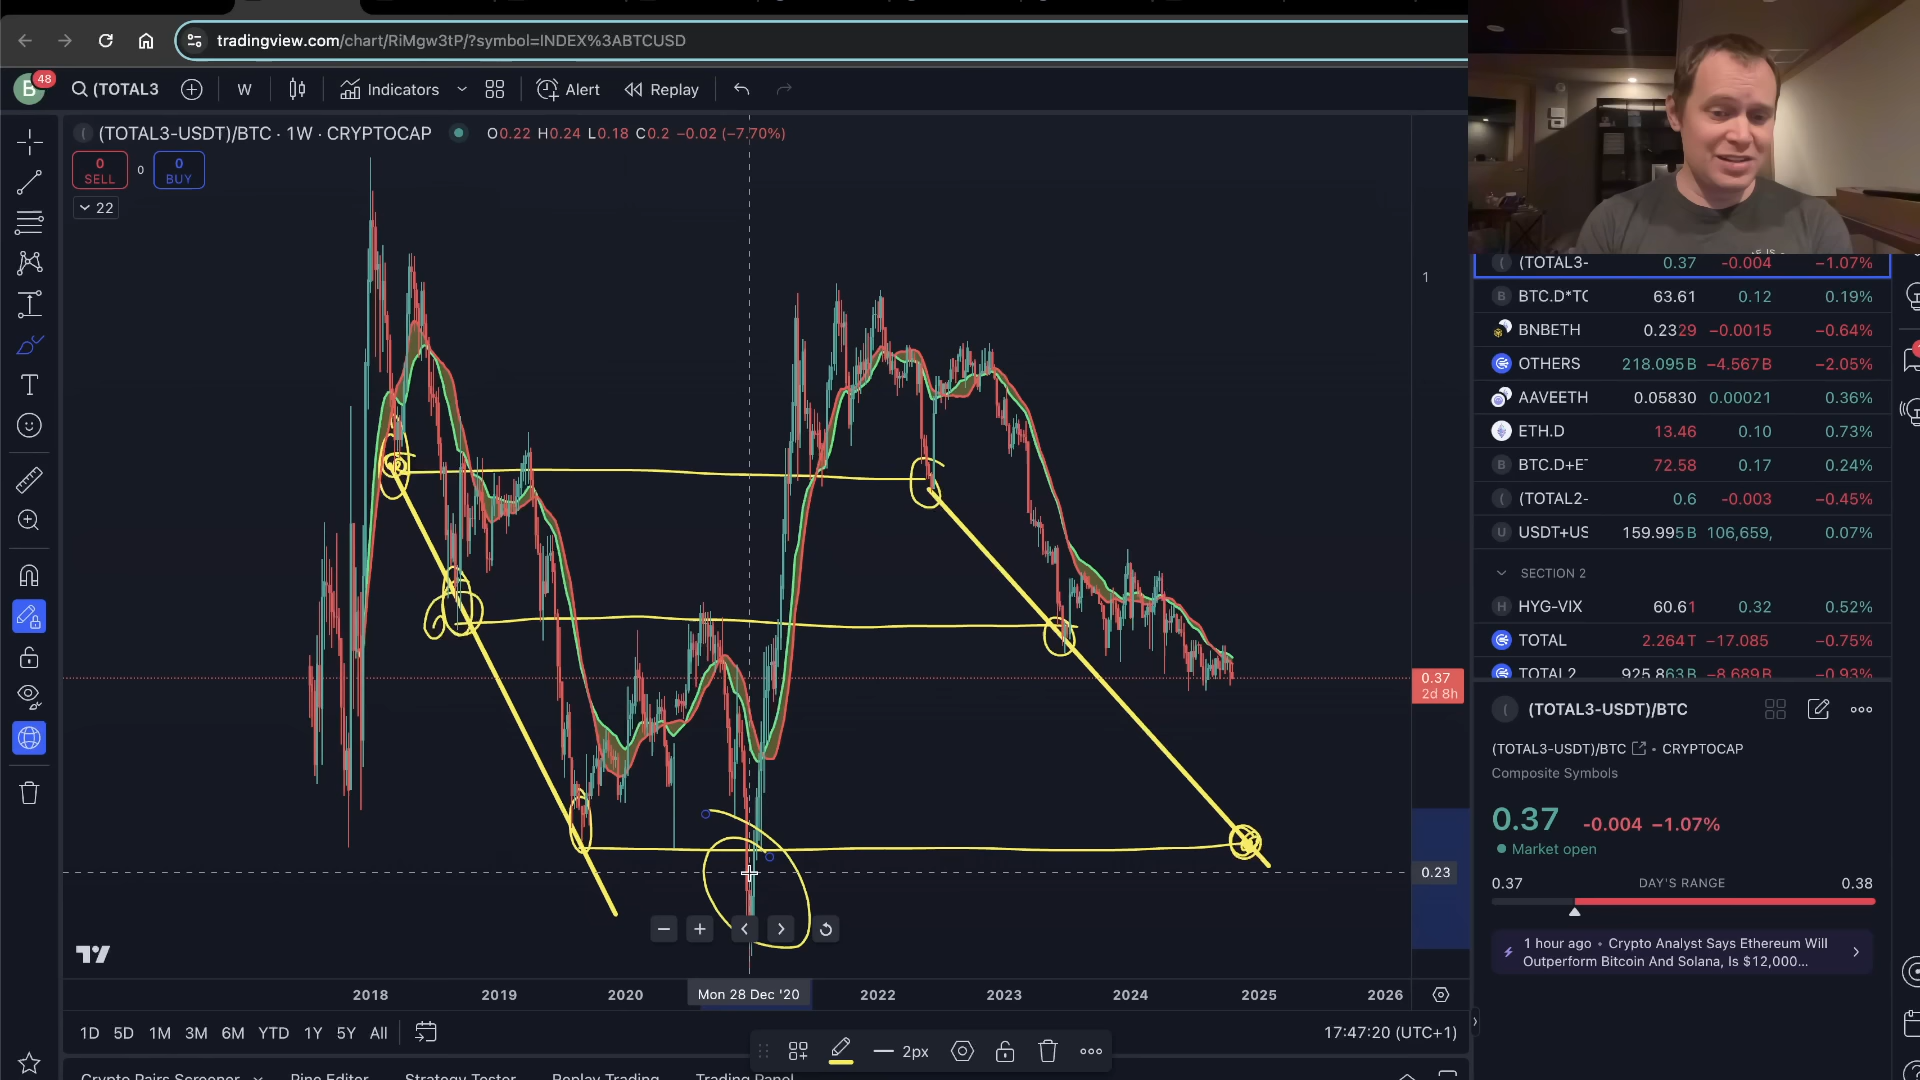 tradingview.com/chart/RiMgw3tP/?symbol=INDEX%3ABTCUSD
B 48 (TOTAL3 W Indicators Alert Replay
(TOTAL3-USDT)/BTC · 1W · CRYPTOCAP O0.22 H0.24 L0.18 C0.2 −0.02 (−7.70%)
0 SELL 0 0 BUY
22
1
0.37
2d 8h
0.23
2018 2019 2020 Mon 28 Dec '20 2022 2023 2024 2025 2026
1D 5D 1M 3M 6M YTD 1Y 5Y All 17:47:20 (UTC+1)
2px
Crypto Pairs Screener Pine Editor Strategy Tester Replay Trading Trading Panel
(TOTAL3- 0.37 -0.004 −1.07%
BTC.D*TC 63.61 0.12 0.19%
BNBETH 0.2329 −0.0015 −0.64%
OTHERS 218.095B −4.567B −2.05%
AAVEETH 0.05830 0.00021 0.36%
ETH.D 13.46 0.10 0.73%
BTC.D+E 72.58 0.17 0.24%
(TOTAL2- 0.6 -0.003 −0.45%
USDT+US 159.995B 106,659, 0.07%
SECTION 2
HYG-VIX 60.61 0.32 0.52%
TOTAL 2.264T −17.085 −0.75%
TOTAL2 925.863B −8.689B −0.93%
(TOTAL3-USDT)/BTC
(TOTAL3-USDT)/BTC • CRYPTOCAP
Composite Symbols
0.37 -0.004 −1.07%
Market open
0.37 DAY'S RANGE 0.38
1 hour ago • Crypto Analyst Says Ethereum Will
Outperform Bitcoin And Solana, Is $12,000...